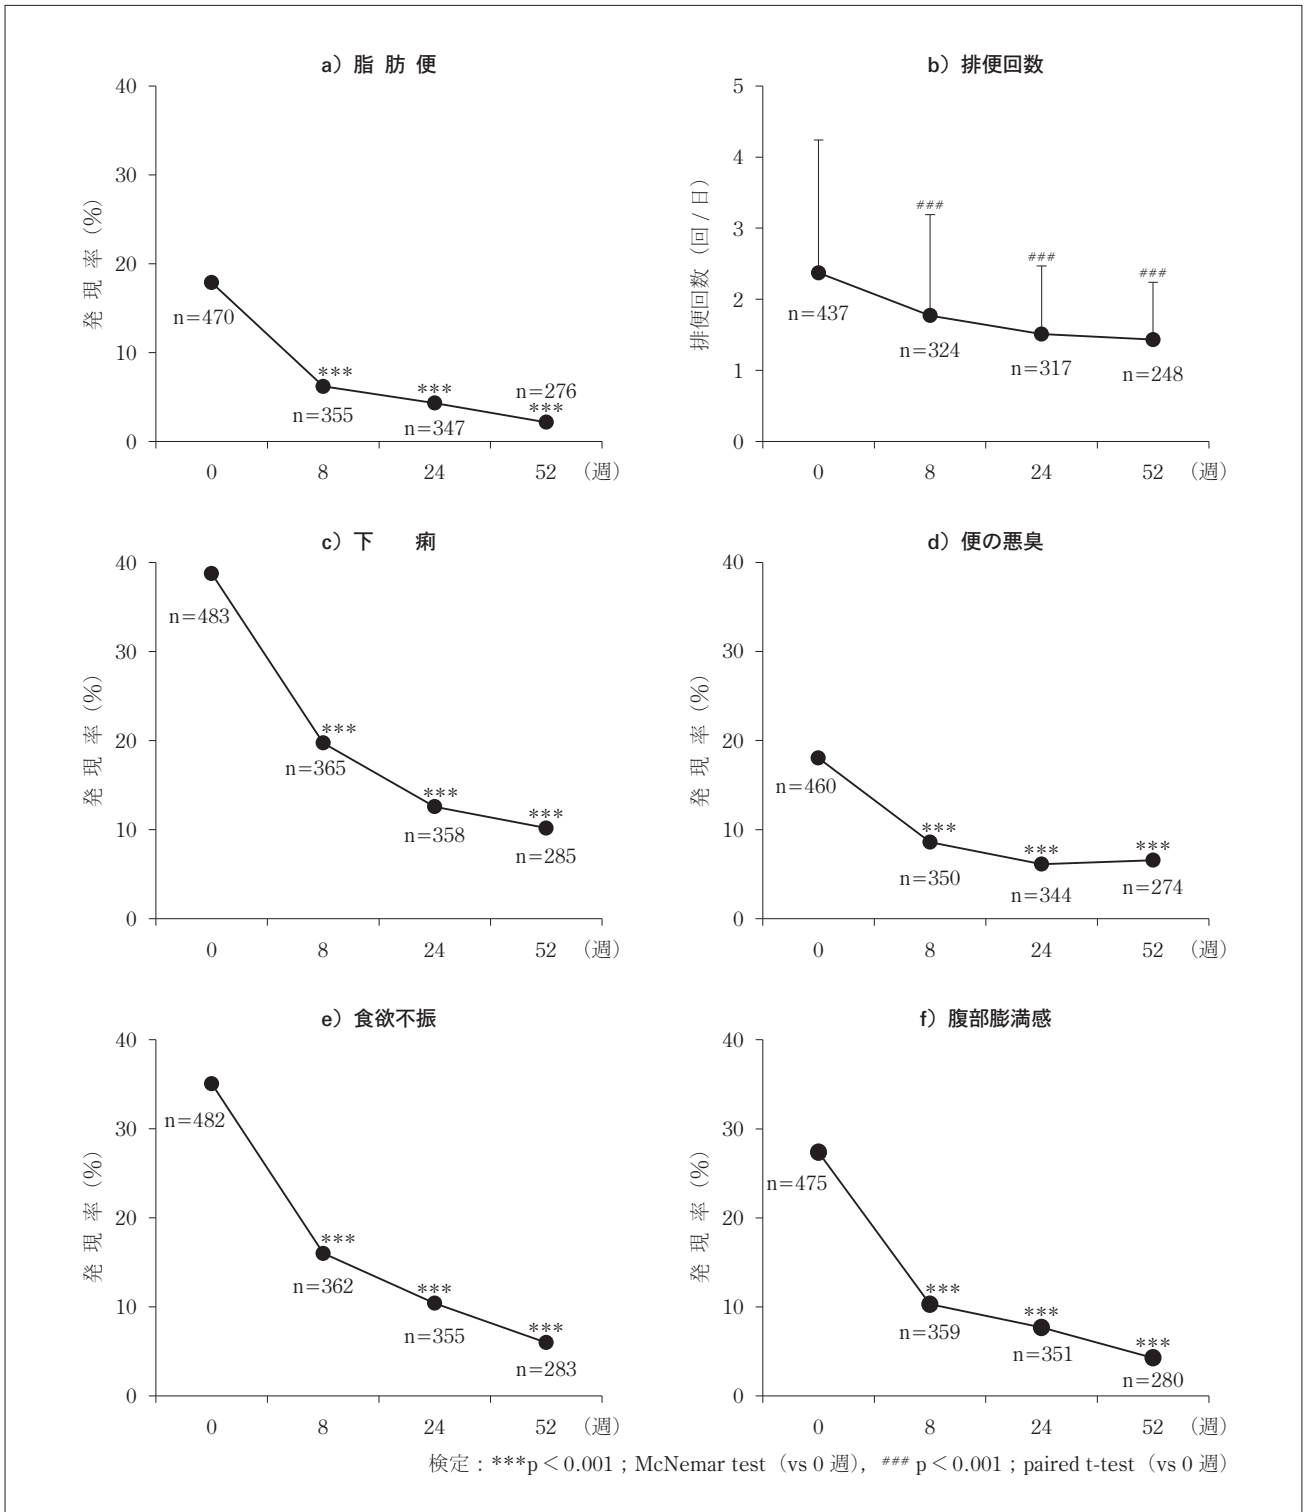 a）脂 肪 便
発 現 率（%）
40
30
20
10
0
n=470
***
n=355
***
n=347
n=276
***
0 8 24 52 （週）
b）排便回数
排便回数（回 / 日）
5
4
3
2
1
0
n=437
###
n=324
###
n=317
###
n=248
0 8 24 52 （週）
c）下 痢
発 現 率（%）
40
30
20
10
0
n=483
***
n=365
***
n=358
***
n=285
0 8 24 52 （週）
d）便の悪臭
発 現 率（%）
40
30
20
10
0
n=460
***
n=350
***
n=344
***
n=274
0 8 24 52 （週）
e）食欲不振
発 現 率（%）
40
30
20
10
0
n=482
***
n=362
***
n=355
***
n=283
0 8 24 52 （週）
f）腹部膨満感
発 現 率（%）
40
30
20
10
0
n=475
***
n=359
***
n=351
***
n=280
0 8 24 52 （週）
検定：***p＜0.001；McNemar test（vs 0 週），### p＜0.001；paired t-test（vs 0 週）